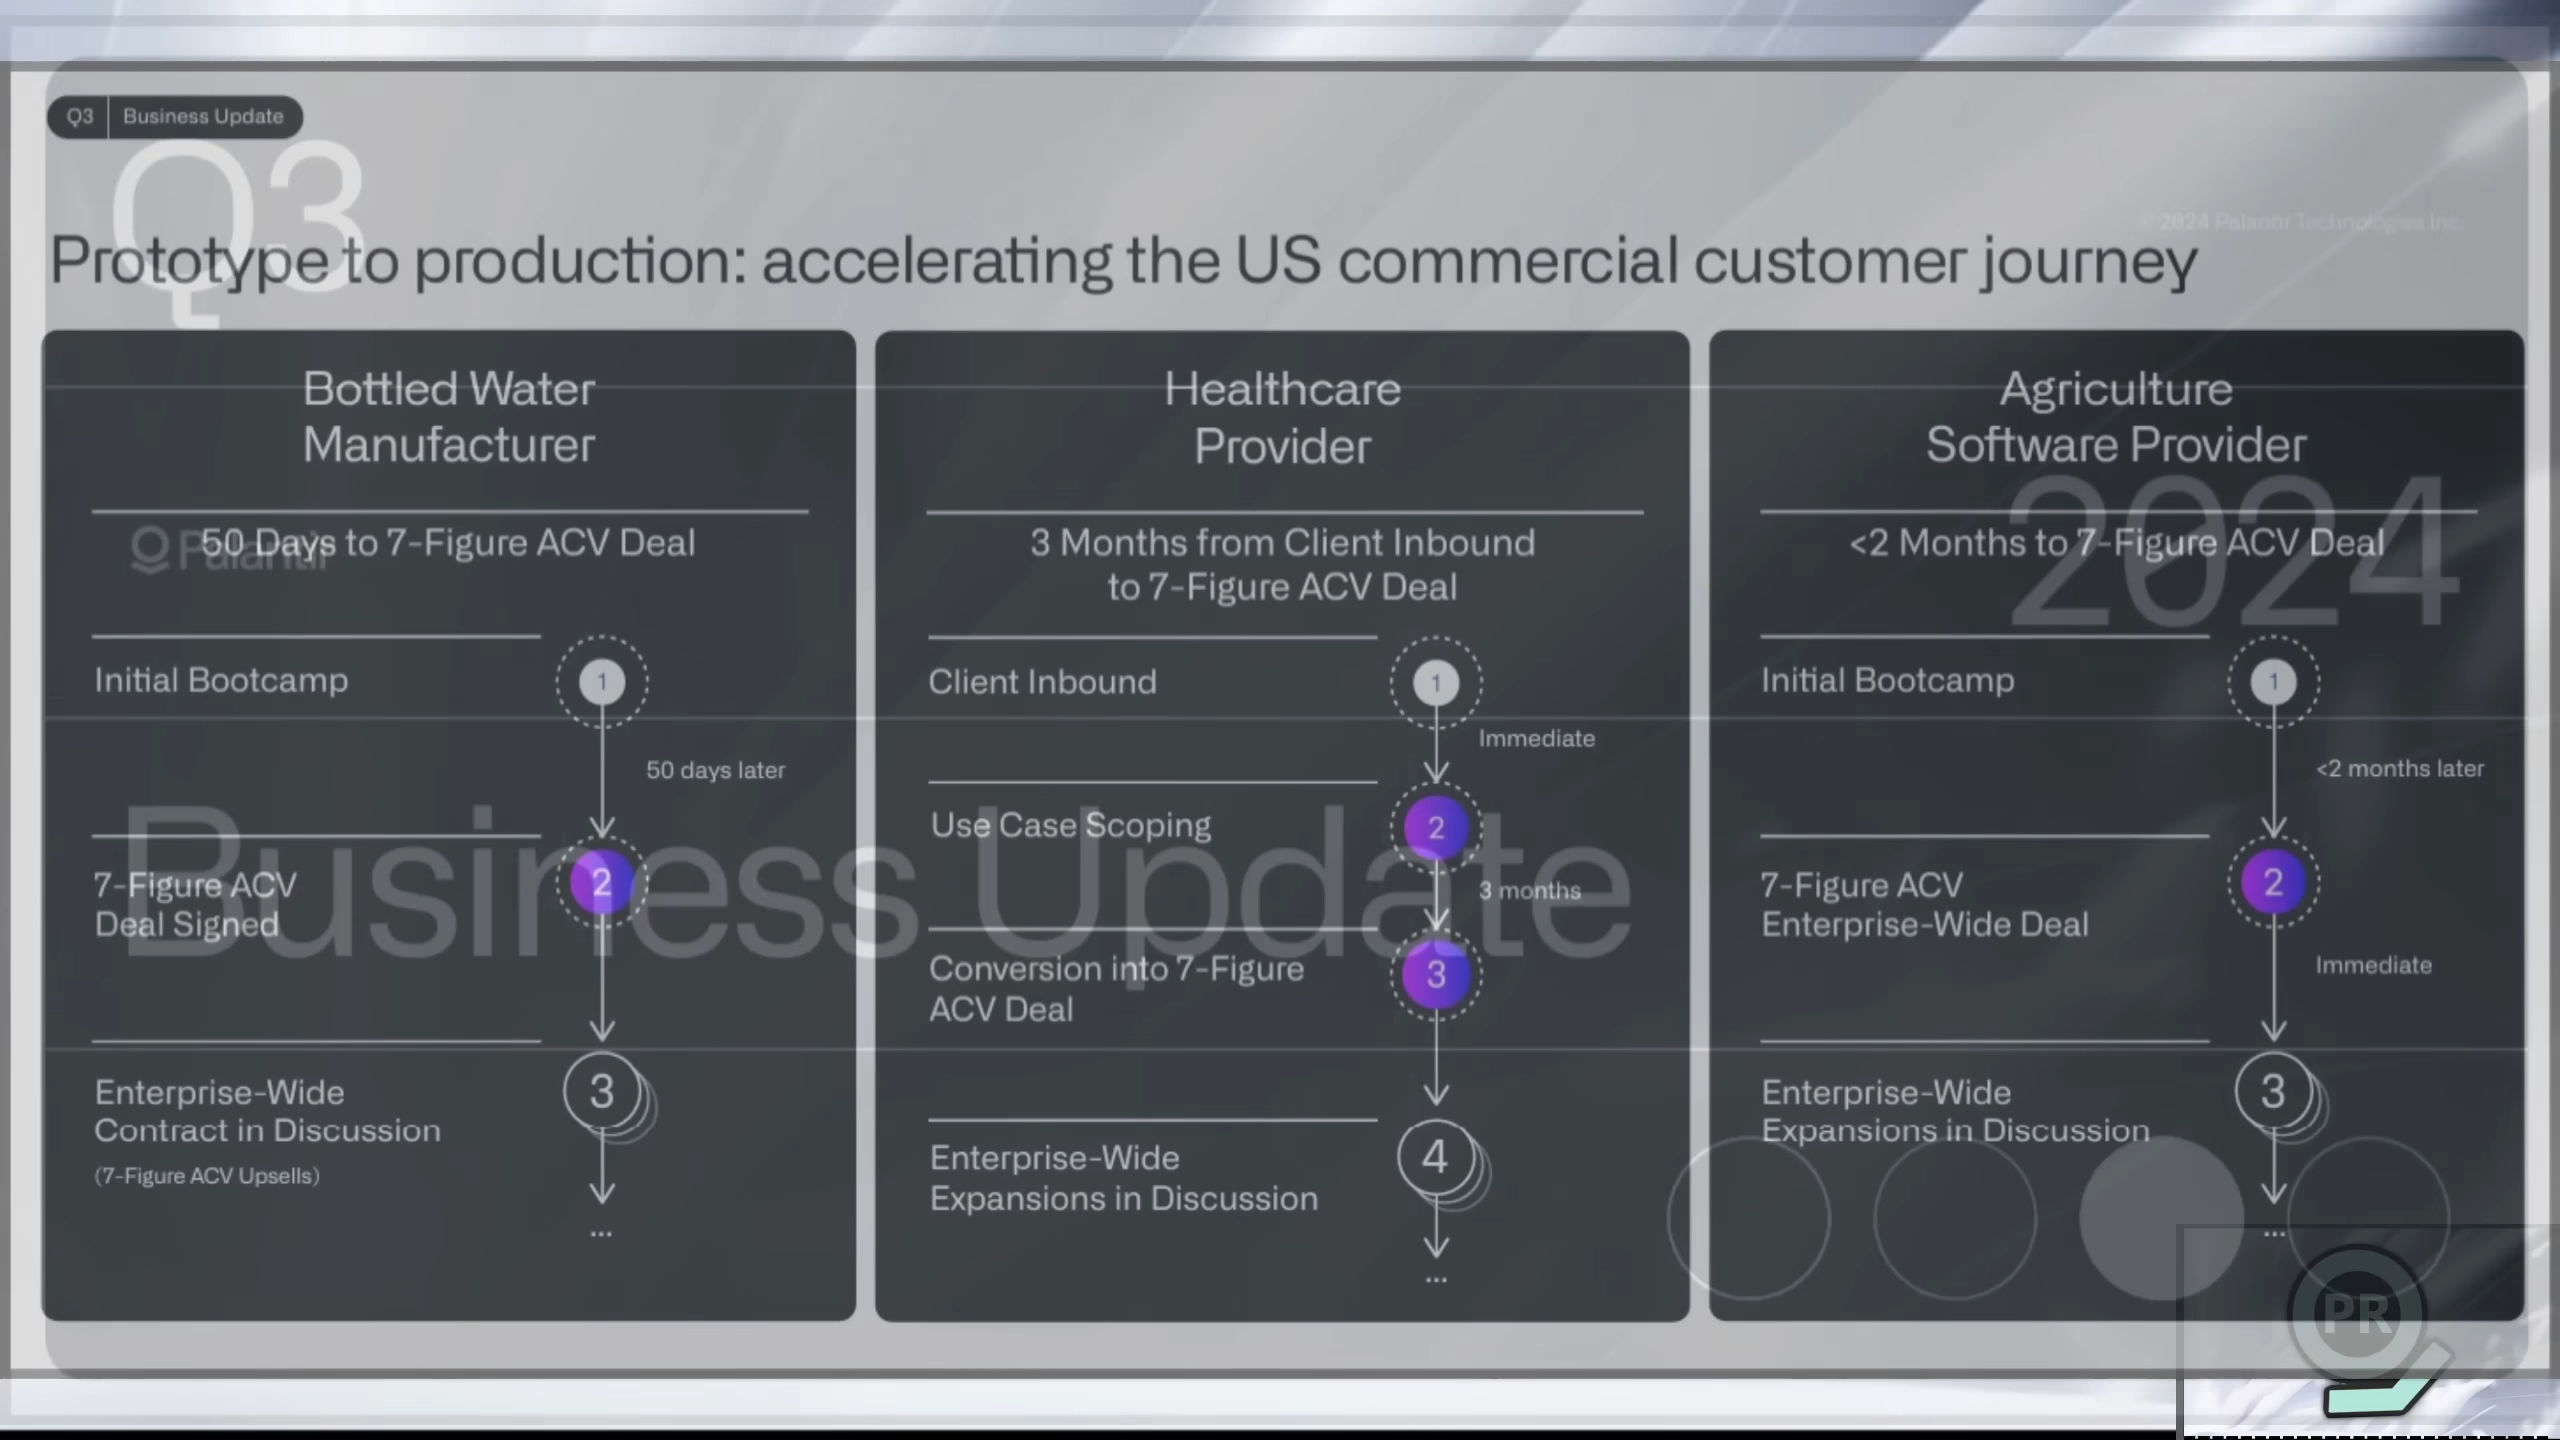 Q3 Business Update
Q3
© 2024 Palantir Technologies Inc.
Prototype to production: accelerating the US commercial customer journey
Bottled Water
Manufacturer
50 Days to 7-Figure ACV Deal
Palantir
Initial Bootcamp
1
50 days later
7-Figure ACV
Deal Signed
2
Enterprise-Wide
Contract in Discussion
(7-Figure ACV Upsells)
3
...
Healthcare
Provider
3 Months from Client Inbound
to 7-Figure ACV Deal
Client Inbound
1
Immediate
Use Case Scoping
2
3 months
Conversion into 7-Figure
ACV Deal
3
Enterprise-Wide
Expansions in Discussion
4
...
Agriculture
Software Provider
<2 Months to 7-Figure ACV Deal
2024
Initial Bootcamp
1
<2 months later
7-Figure ACV
Enterprise-Wide Deal
2
Immediate
Enterprise-Wide
Expansions in Discussion
3
...
Business Update
PR